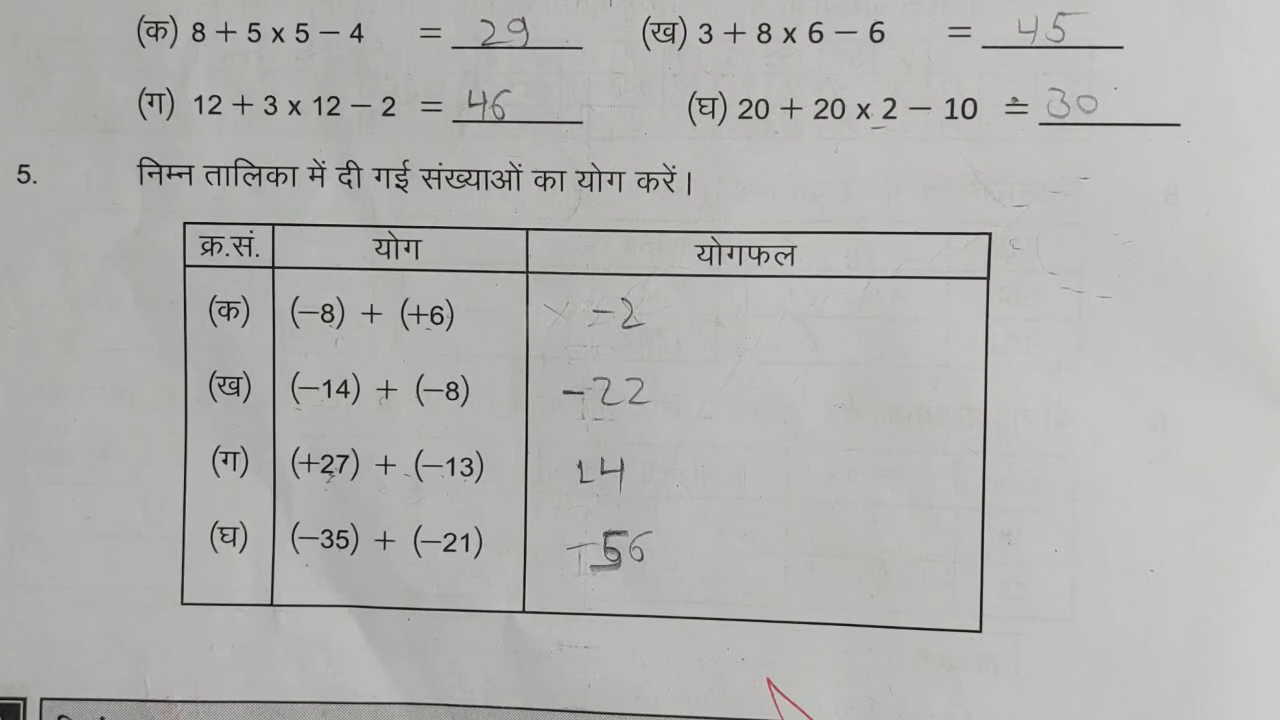 (क) 8 + 5 x 5 – 4 = 29 (ख) 3 + 8 x 6 – 6 = 45
(ग) 12 + 3 x 12 – 2 = 46 (घ) 20 + 20 x 2 – 10 = 30
5. निम्न तालिका में दी गई संख्याओं का योग करें।
क्र.सं. योग योगफल
(क) (–8) + (+6) –2
(ख) (–14) + (–8) –22
(ग) (+27) + (–13) 14
(घ) (–35) + (–21) –56